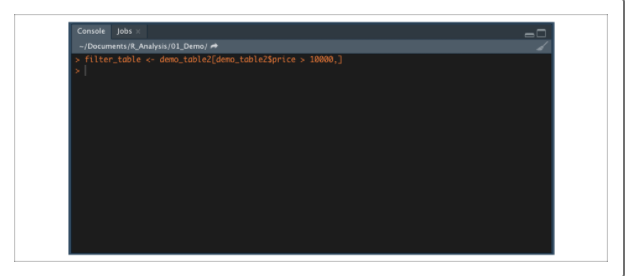 Console Jobs ×
~/Documents/R_Analysis/01_Demo/
> filter_table <- demo_table2[demo_table2$price > 10000,]
>